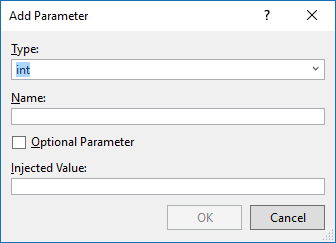 Add Parameter
?
Type:
int
Name:
Optional Parameter
Injected Value:
OK Cancel